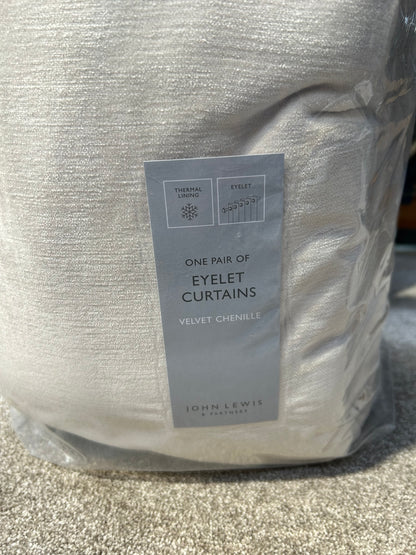 THERMAL
LINING
EYELET
ONE PAIR OF
EYELET
CURTAINS
VELVET CHENILLE
JOHN LEWIS
& PARTNERS